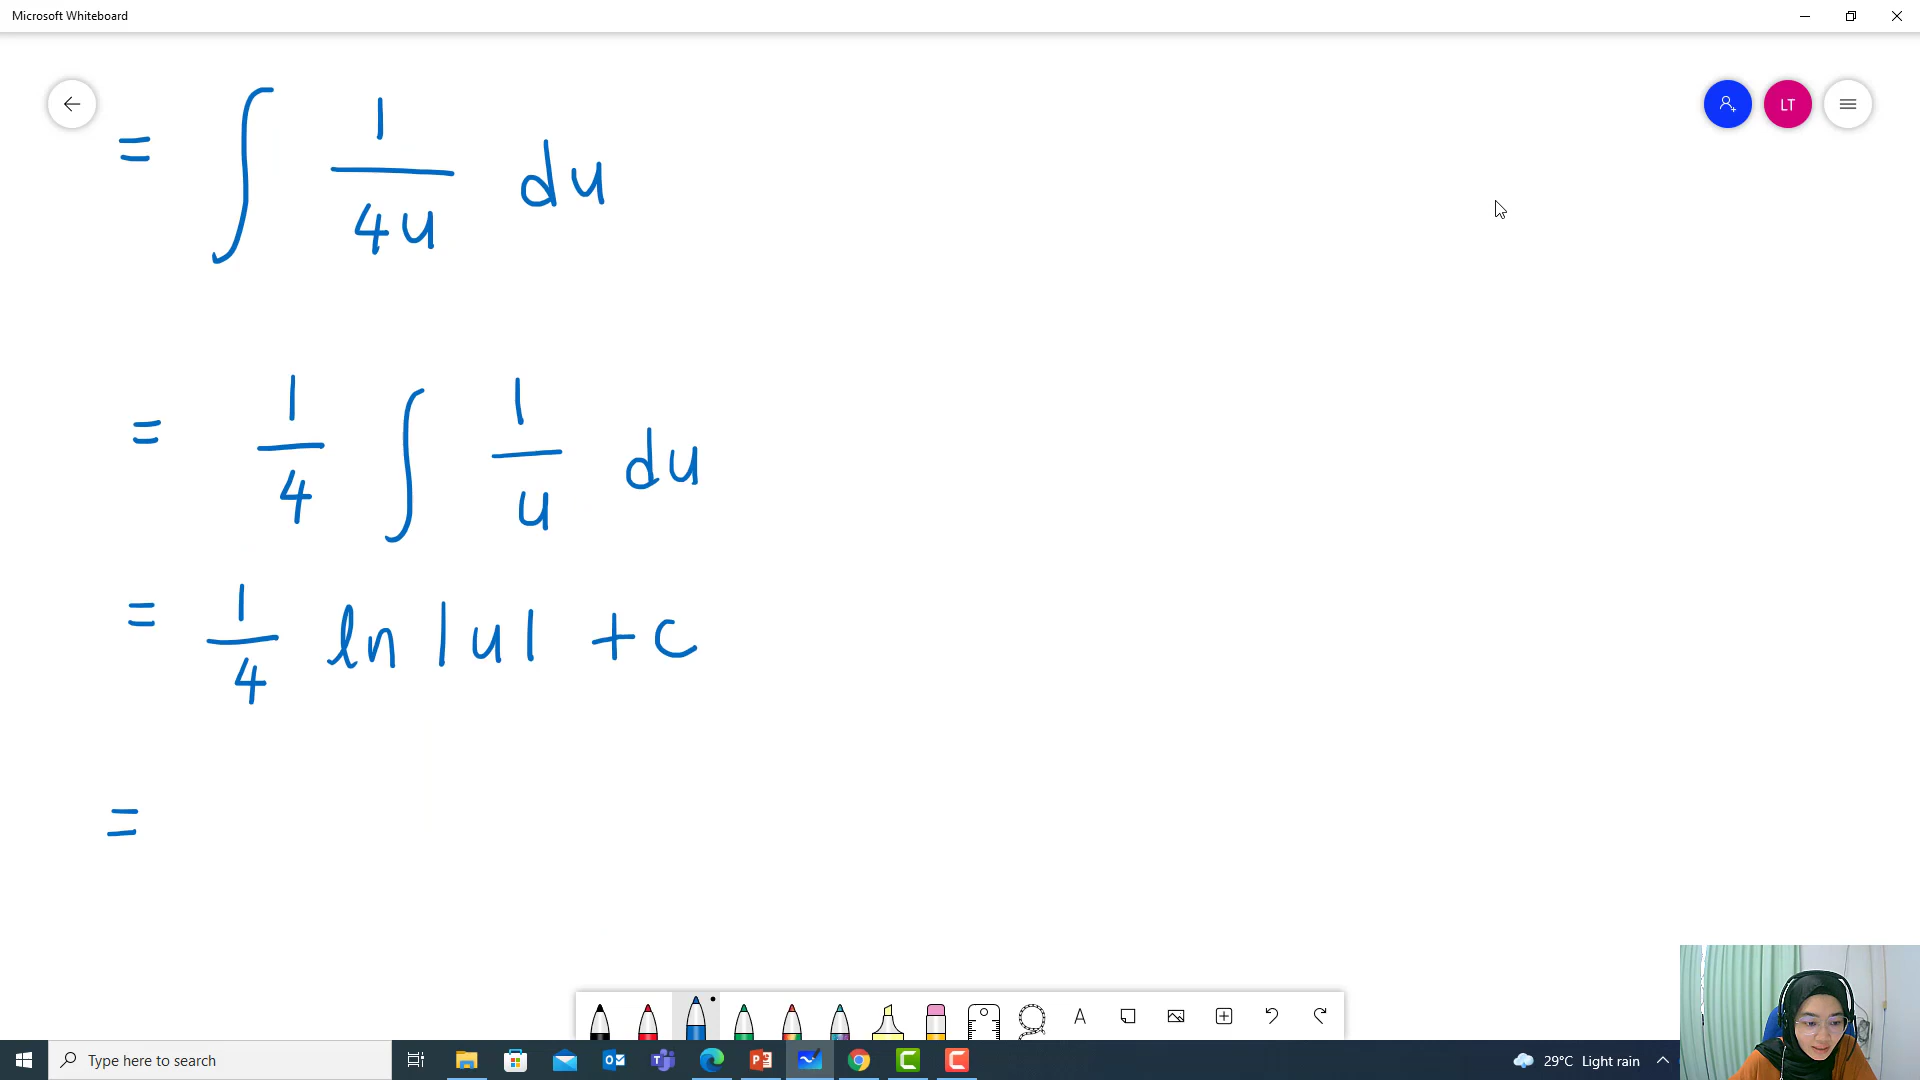 Microsoft Whiteboard
LT
= ∫ 1/4u du
= 1/4 ∫ 1/u du
= 1/4 ln |u| + c
=
A
Type here to search
29°C Light rain